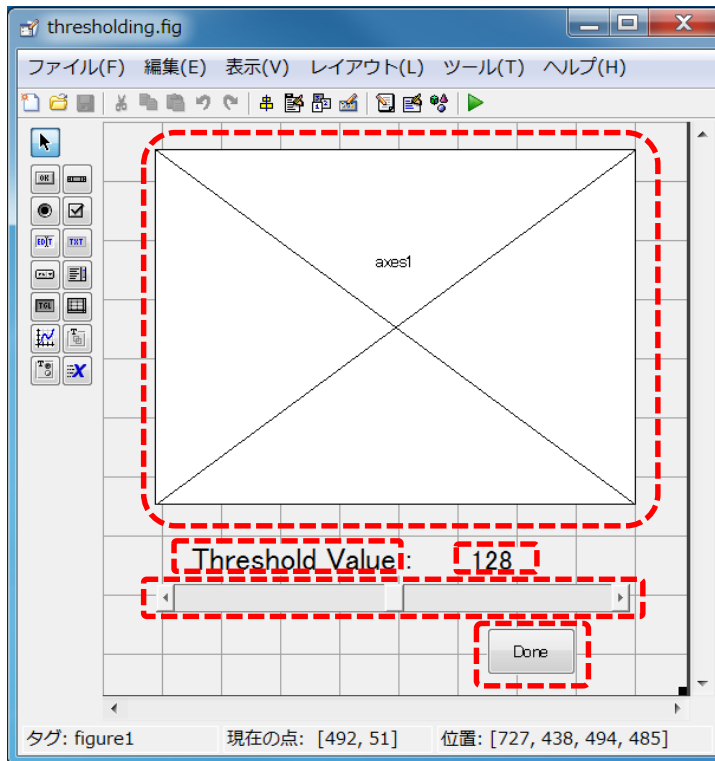 thresholding.fig
ファイル(F) 編集(E) 表示(V) レイアウト(L) ツール(T) ヘルプ(H)
OK
EDIT TXT
TGL
axes1
Threshold Value : 128
Done
タグ: figure1 現在の点: [492, 51] 位置: [727, 438, 494, 485]